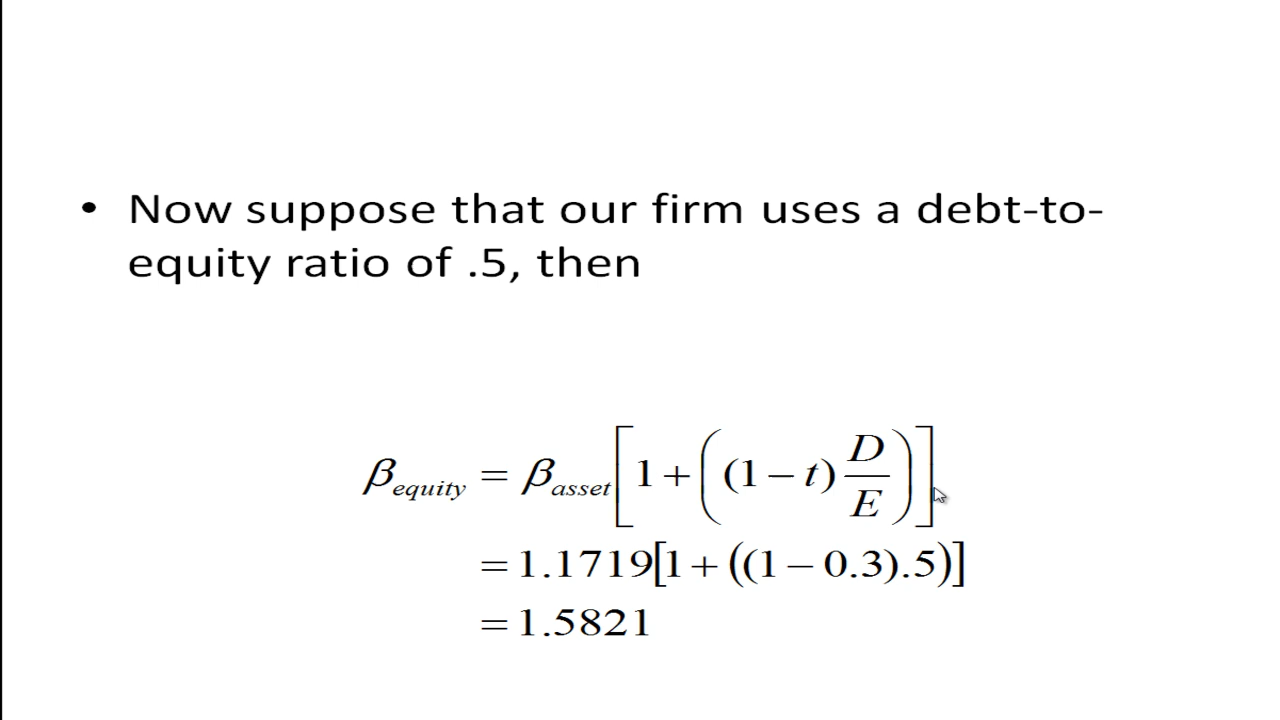 • Now suppose that our firm uses a debt-to-
equity ratio of .5, then
β_equity = β_asset [1 + ((1 − t) D/E)]
= 1.1719[1 + ((1 − 0.3).5)]
= 1.5821